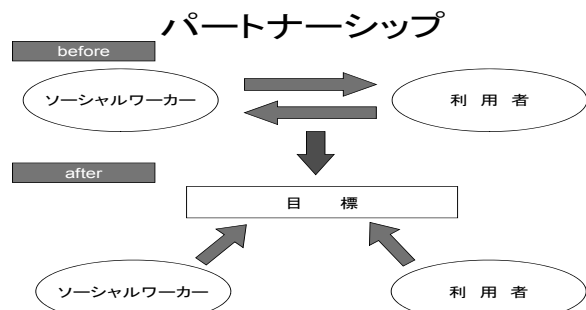 パートナーシップ
before
ソーシャルワーカー
利 用 者
after
目　標
ソーシャルワーカー
利 用 者